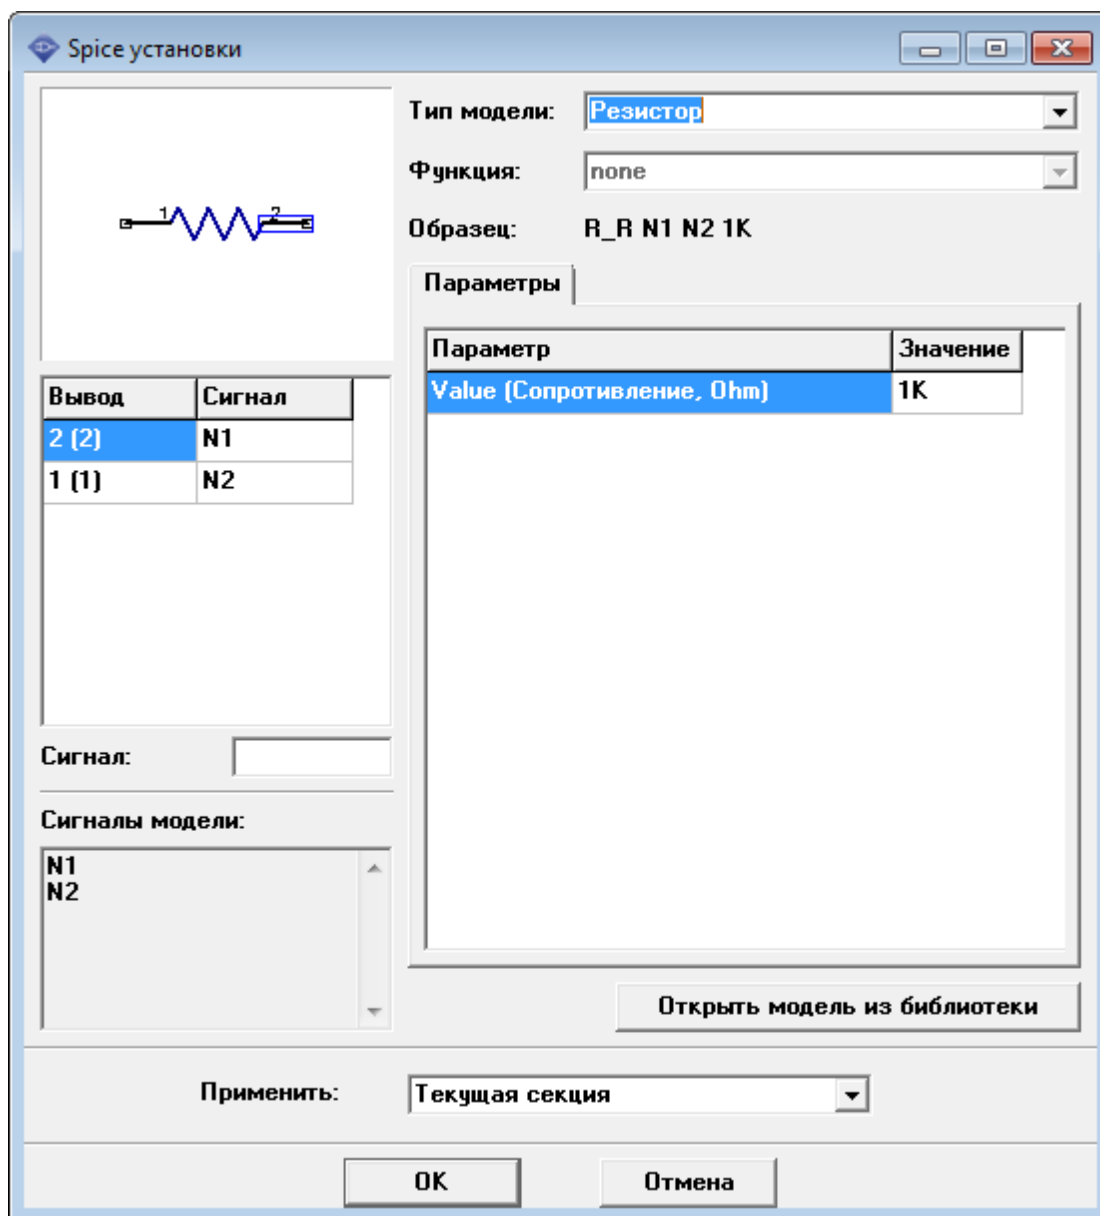 Spice установки
1
2
Тип модели: Резистор
Функция: none
Образец: R_R N1 N2 1K
Параметры
Параметр Значение
Value (Сопротивление, Ohm) 1K
Вывод Сигнал
2 (2) N1
1 (1) N2
Сигнал:
Сигналы модели:
N1
N2
Открыть модель из библиотеки
Применить: Текущая секция
OK Отмена